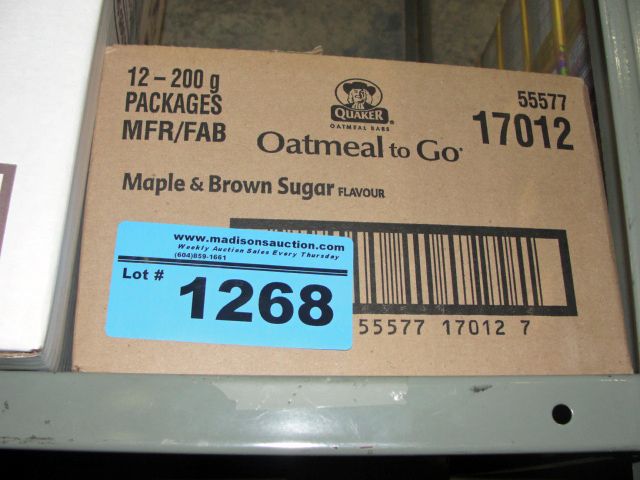 12 – 200 g
PACKAGES
MFR/FAB
QUAKER
OATMEAL BARS
Oatmeal to Go
55577
17012
Maple & Brown Sugar FLAVOUR
www.madisonsauction.com
Weekly Auction Sales Every Thursday
(604)859-1661
Lot # 1268
55577 17012 7